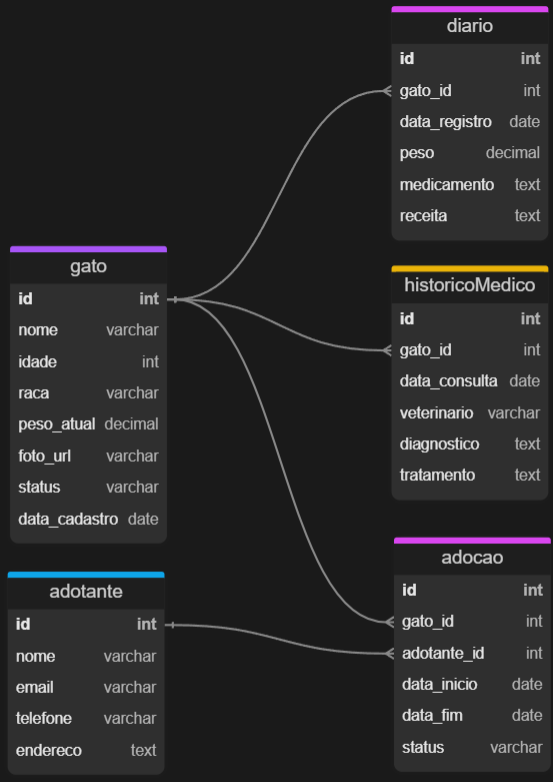 diario
id int
gato_id int
data_registro date
peso decimal
medicamento text
receita text
gato
id int
nome varchar
idade int
raca varchar
peso_atual decimal
foto_url varchar
status varchar
data_cadastro date
historicoMedico
id int
gato_id int
data_consulta date
veterinario varchar
diagnostico text
tratamento text
adotante
id int
nome varchar
email varchar
telefone varchar
endereco text
adocao
id int
gato_id int
adotante_id int
data_inicio date
data_fim date
status varchar